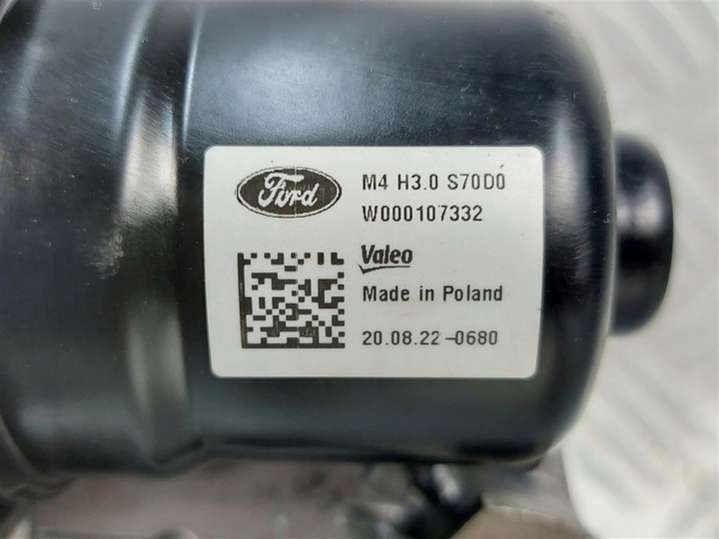 Ford
M4 H3.0 S70D0
W000107332
Valeo
Made in Poland
20.08.22-0680